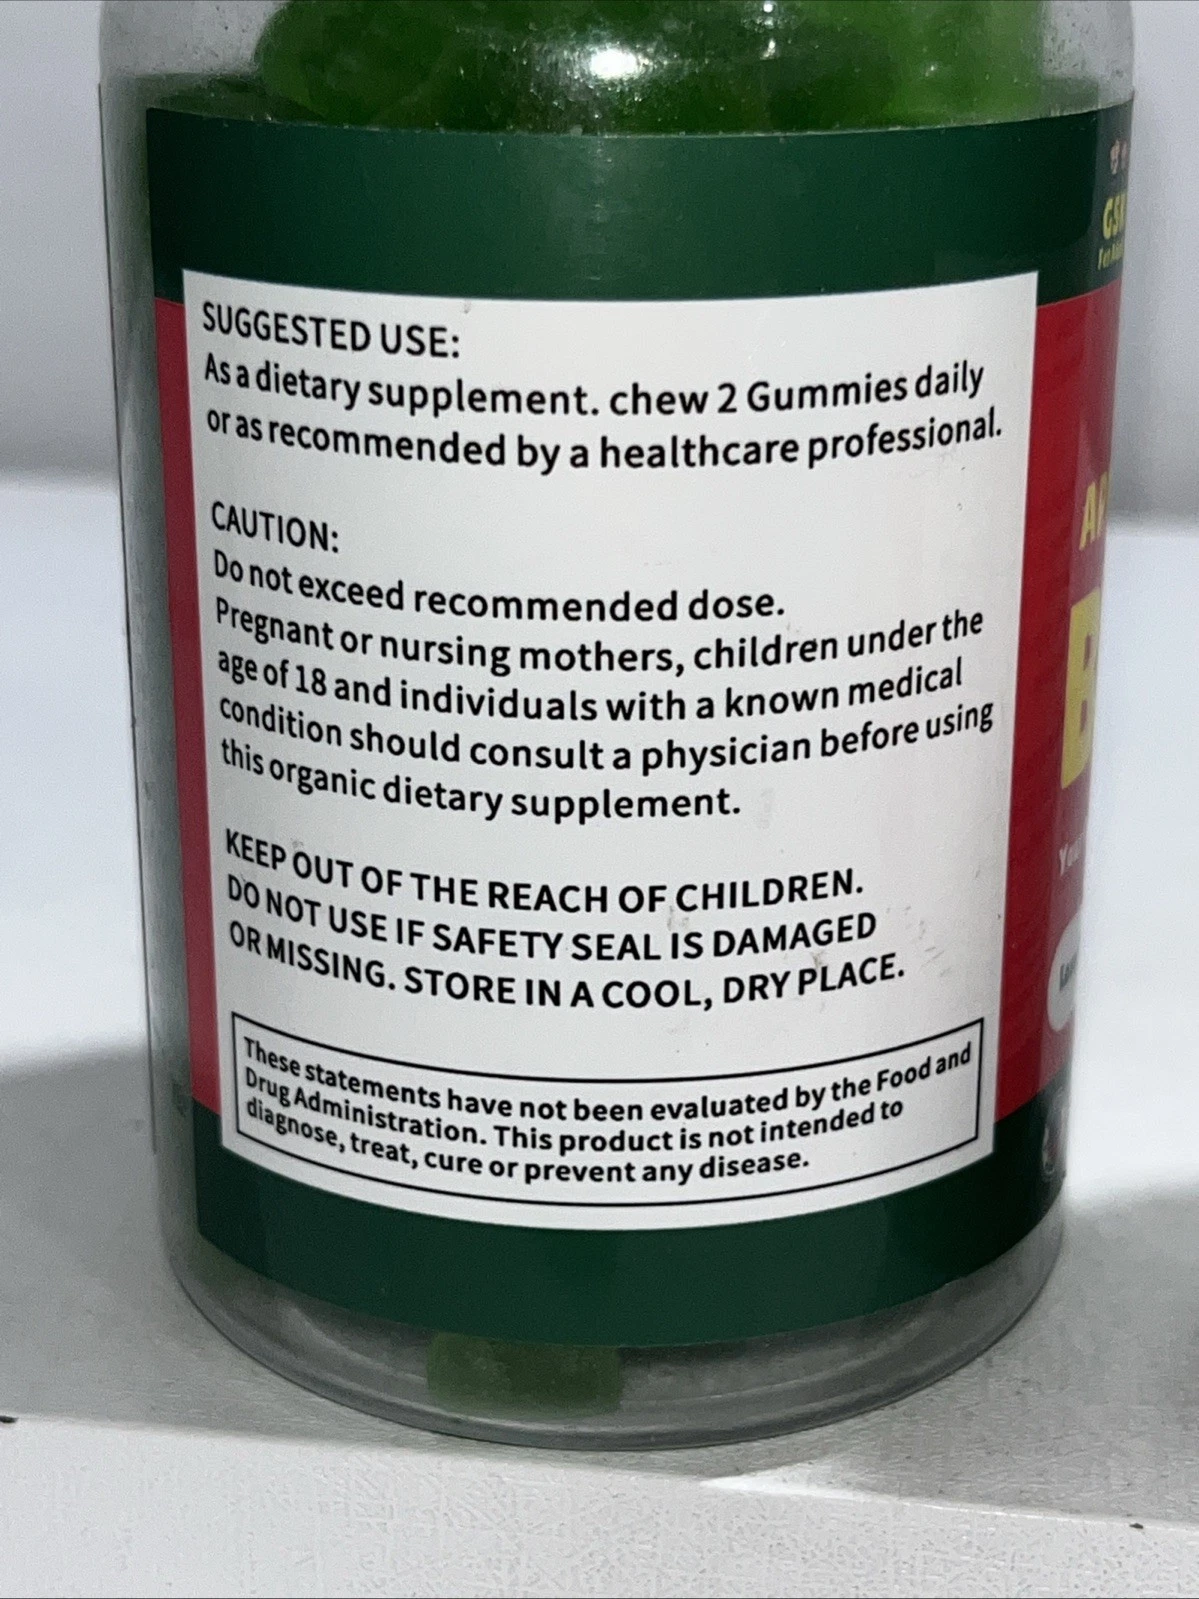 SUGGESTED USE:
As a dietary supplement. chew 2 Gummies daily
or as recommended by a healthcare professional.
CAUTION:
Do not exceed recommended dose.
Pregnant or nursing mothers, children under the
age of 18 and individuals with a known medical
condition should consult a physician before using
this organic dietary supplement.
KEEP OUT OF THE REACH OF CHILDREN.
DO NOT USE IF SAFETY SEAL IS DAMAGED
OR MISSING. STORE IN A COOL, DRY PLACE.
These statements have not been evaluated by the Food and
Drug Administration. This product is not intended to
diagnose, treat, cure or prevent any disease.